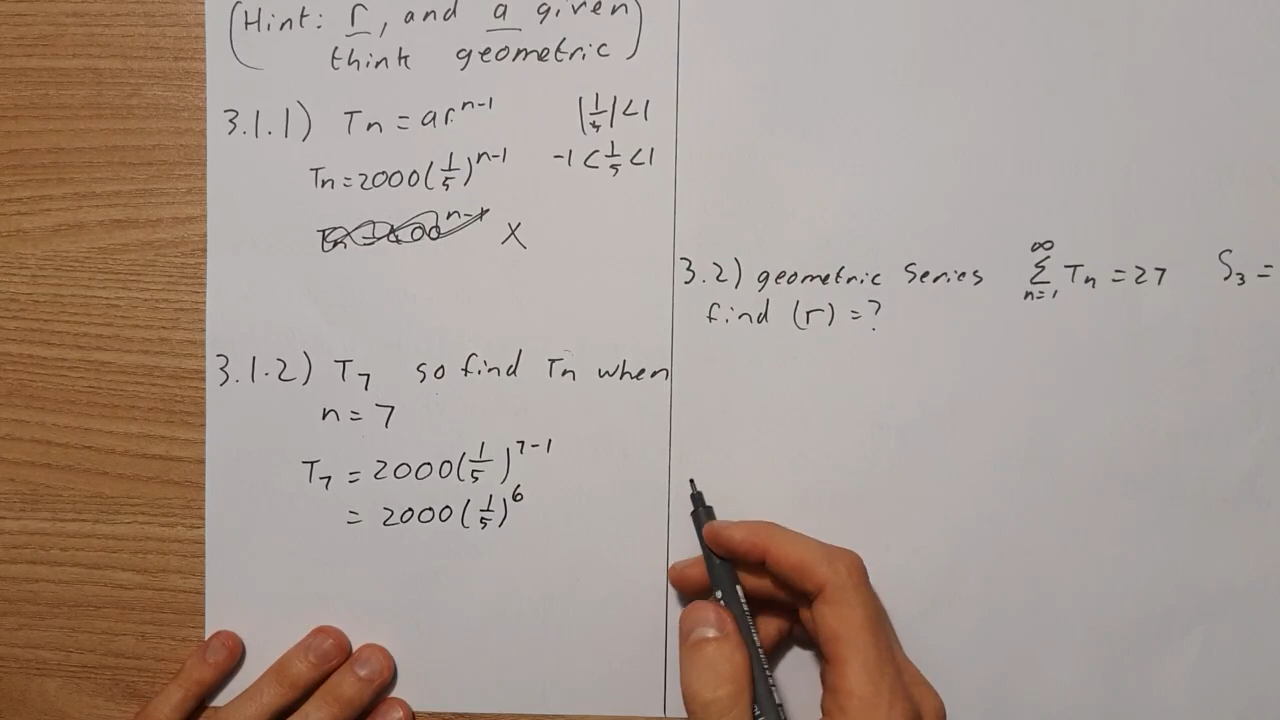 (Hint: r, and a given
think geometric)
3.1.1) Tn = ar^{n-1} |1/5| < 1
Tn = 2000(1/5)^{n-1} -1 < 1/5 < 1
X
3.1.2) T₇ so find Tn when
n = 7
T₇ = 2000(1/5)^{7-1}
= 2000(1/5)^6
3.2) geometric series ∞ Σ n=1 Tn = 27 S₃ =
find (r) = ?